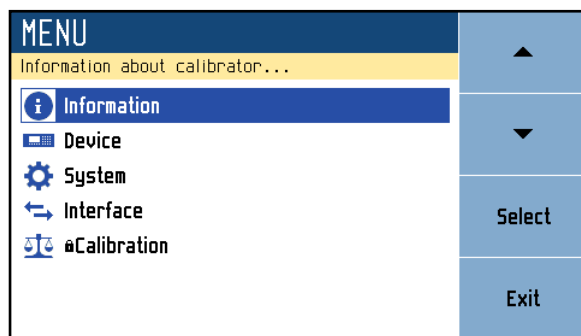 MENU
Information about calibrator...
Information
Device
System
Interface
Calibration
Select
Exit